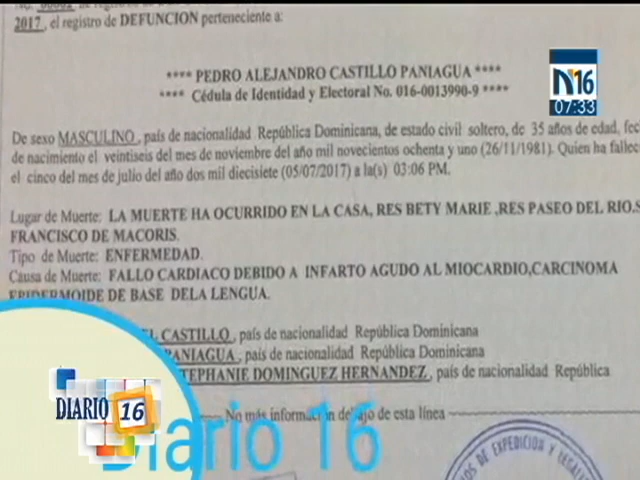 2017, el registro de DEFUNCION perteneciente a:
**** PEDRO ALEJANDRO CASTILLO PANIAGUA ****
**** Cédula de Identidad y Electoral No. 016-0013990-9 ****
N16
07:33
De sexo MASCULINO, país de nacionalidad República Dominicana, de estado civil soltero, de 35 años de edad, fec
de nacimiento el veintiseis del mes de noviembre del año mil novecientos ochenta y uno (26/11/1981). Quien ha fallec
el cinco del mes de julio del año dos mil diecisiete (05/07/2017) a la(s) 03:06 PM.
Lugar de Muerte: LA MUERTE HA OCURRIDO EN LA CASA, RES BETY MARIE ,RES PASEO DEL RIO,S
FRANCISCO DE MACORIS.
Tipo de Muerte: ENFERMEDAD.
Causa de Muerte: FALLO CARDIACO DEBIDO A INFARTO AGUDO AL MIOCARDIO,CARCINOMA
EPIDERMOIDE DE BASE DELA LENGUA.
EL CASTILLO, país de nacionalidad República Dominicana
PANIAGUA, país de nacionalidad República Dominicana
STEPHANIE DOMINGUEZ HERNANDEZ, país de nacionalidad República
No más información debajo de esta línea
DIARIO 16
Diario 16
DE EXPEDICION Y